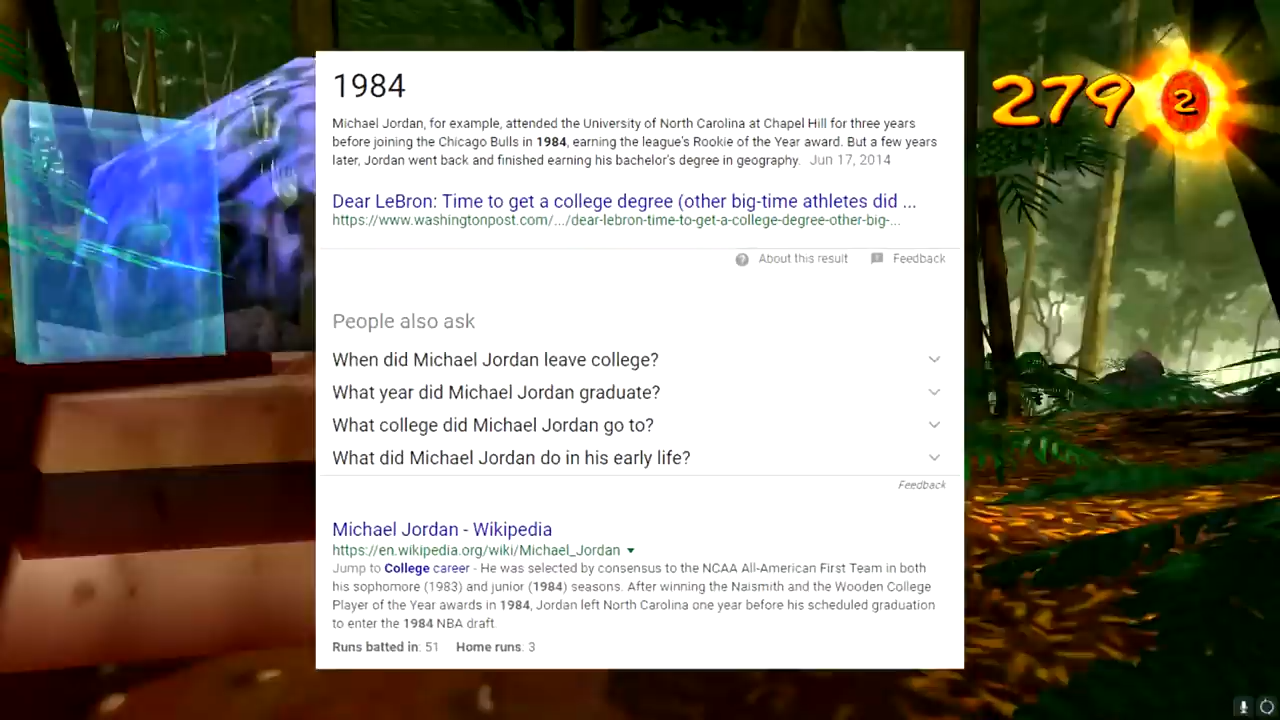 1984
279 2
Michael Jordan, for example, attended the University of North Carolina at Chapel Hill for three years
before joining the Chicago Bulls in 1984, earning the league's Rookie of the Year award. But a few years
later, Jordan went back and finished earning his bachelor's degree in geography. Jun 17, 2014
Dear LeBron: Time to get a college degree (other big-time athletes did ...
https://www.washingtonpost.com/.../dear-lebron-time-to-get-a-college-degree-other-big-...
About this result Feedback
People also ask
When did Michael Jordan leave college?
What year did Michael Jordan graduate?
What college did Michael Jordan go to?
What did Michael Jordan do in his early life?
Feedback
Michael Jordan - Wikipedia
https://en.wikipedia.org/wiki/Michael_Jordan
Jump to College career - He was selected by consensus to the NCAA All-American First Team in both
his sophomore (1983) and junior (1984) seasons. After winning the Naismith and the Wooden College
Player of the Year awards in 1984, Jordan left North Carolina one year before his scheduled graduation
to enter the 1984 NBA draft.
Runs batted in: 51 Home runs: 3